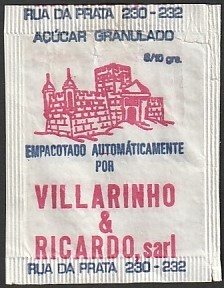 RUA DA PRATA 230-232
AÇÚCAR GRANULADO
8/10 grs.
EMPACOTADO AUTOMÁTICAMENTE
POR
VILLARINHO
&
RICARDO, sarl
RUA DA PRATA 230-232